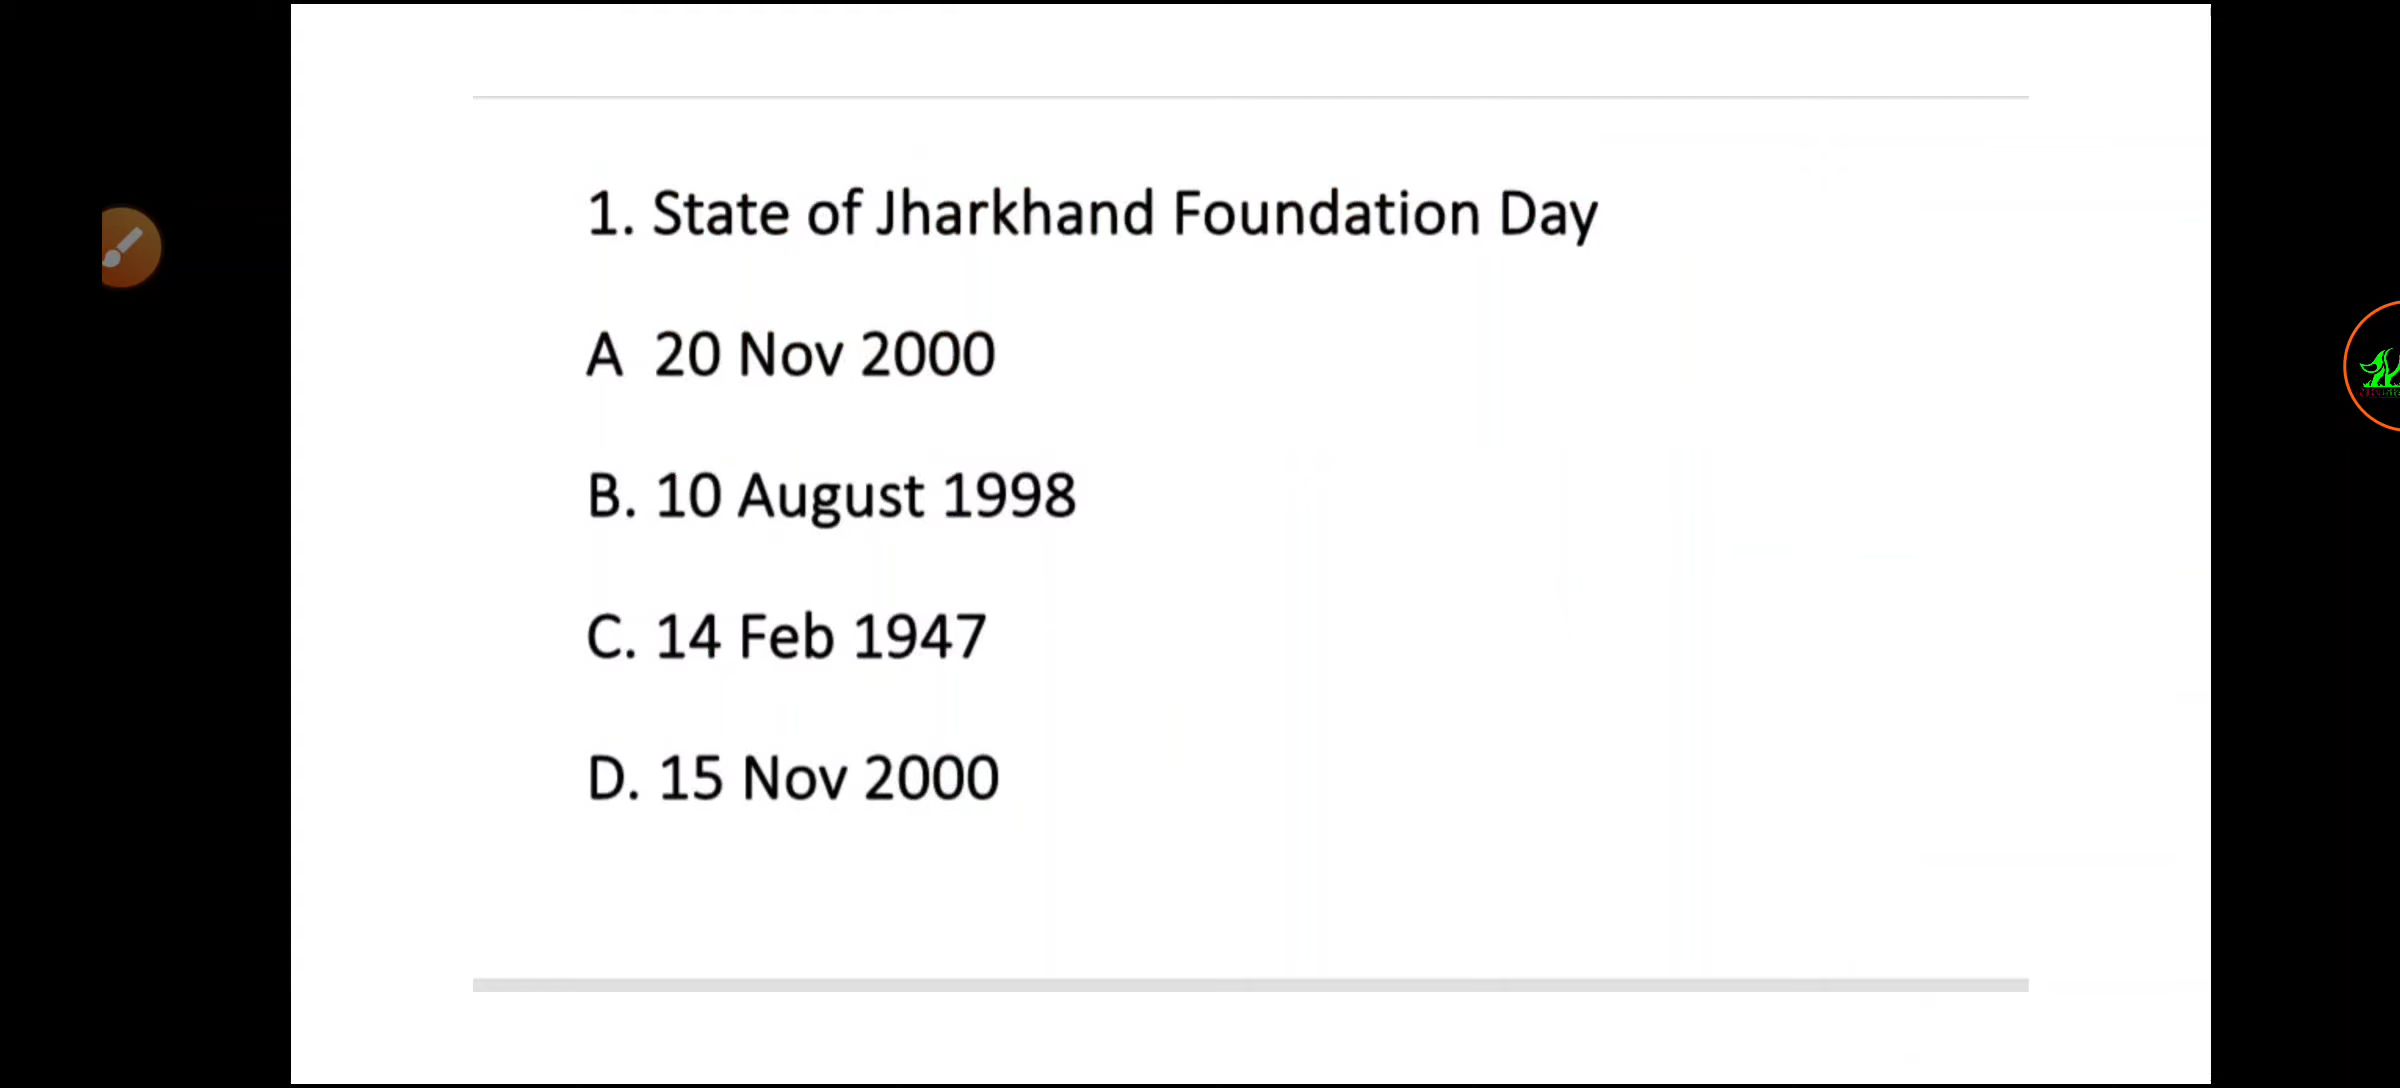 1. State of Jharkhand Foundation Day
A 20 Nov 2000
B. 10 August 1998
C. 14 Feb 1947
D. 15 Nov 2000